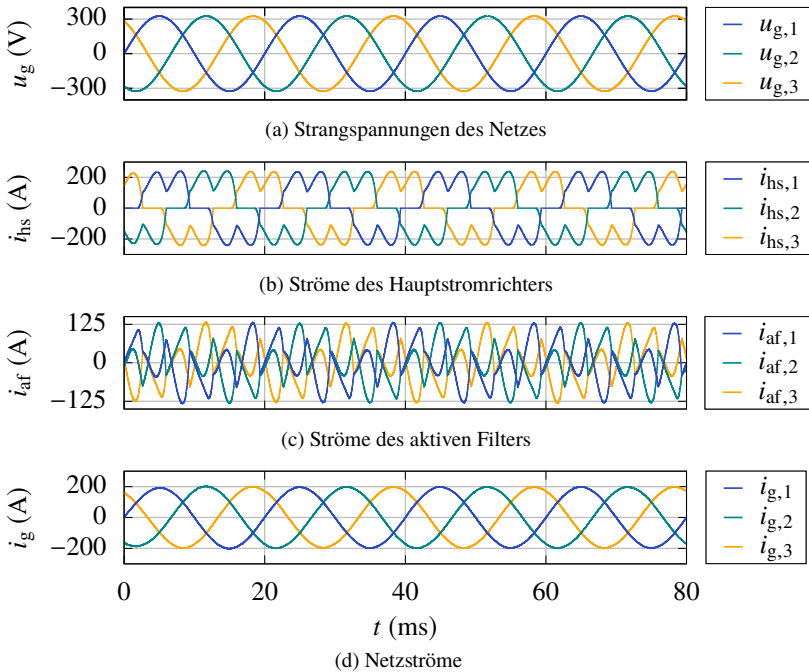 u_g (V)
300
0
−300
u_g,1
u_g,2
u_g,3
(a) Strangspannungen des Netzes
i_hs (A)
200
0
−200
i_hs,1
i_hs,2
i_hs,3
(b) Ströme des Hauptstromrichters
i_af (A)
125
0
−125
i_af,1
i_af,2
i_af,3
(c) Ströme des aktiven Filters
i_g (A)
200
0
−200
i_g,1
i_g,2
i_g,3
0 20 40 60 80
t (ms)
(d) Netzströme